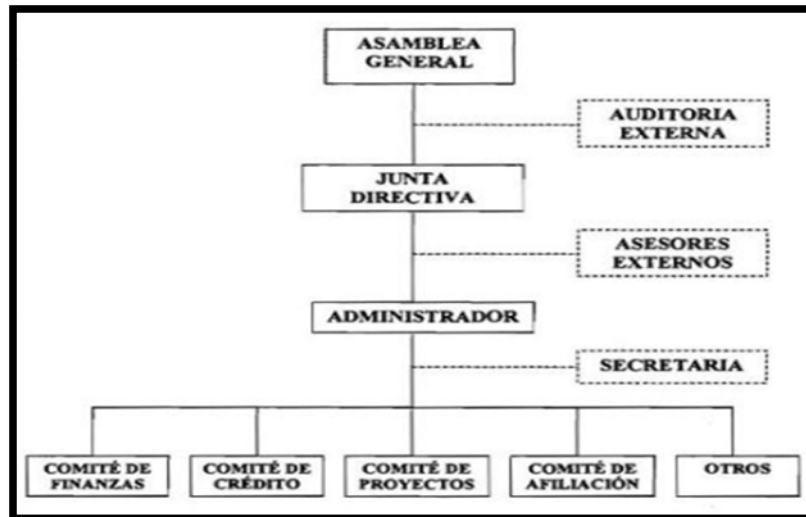 ASAMBLEA
GENERAL
AUDITORIA
EXTERNA
JUNTA
DIRECTIVA
ASESORES
EXTERNOS
ADMINISTRADOR
SECRETARIA
COMITÉ DE
FINANZAS
COMITÉ DE
CRÉDITO
COMITÉ DE
PROYECTOS
COMITÉ DE
AFILIACIÓN
OTROS